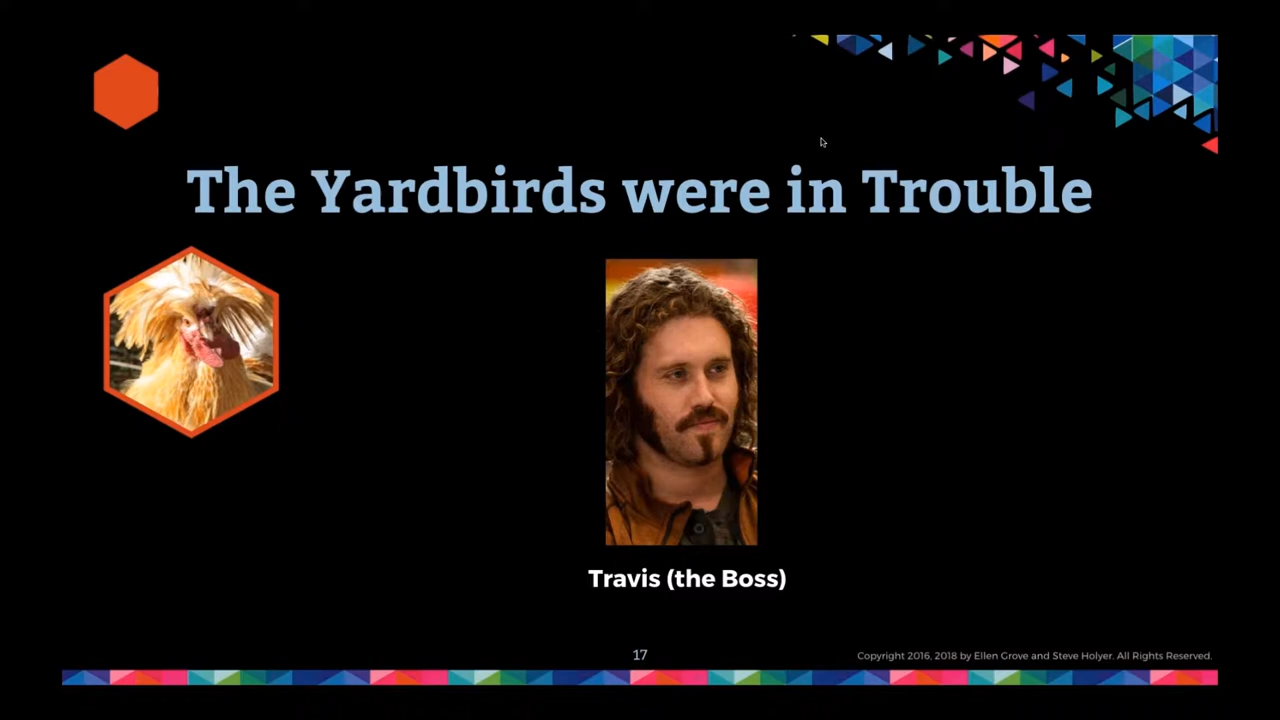 The Yardbirds were in Trouble
Travis (the Boss)
17
Copyright 2016, 2018 by Ellen Grove and Steve Holyer. All Rights Reserved.